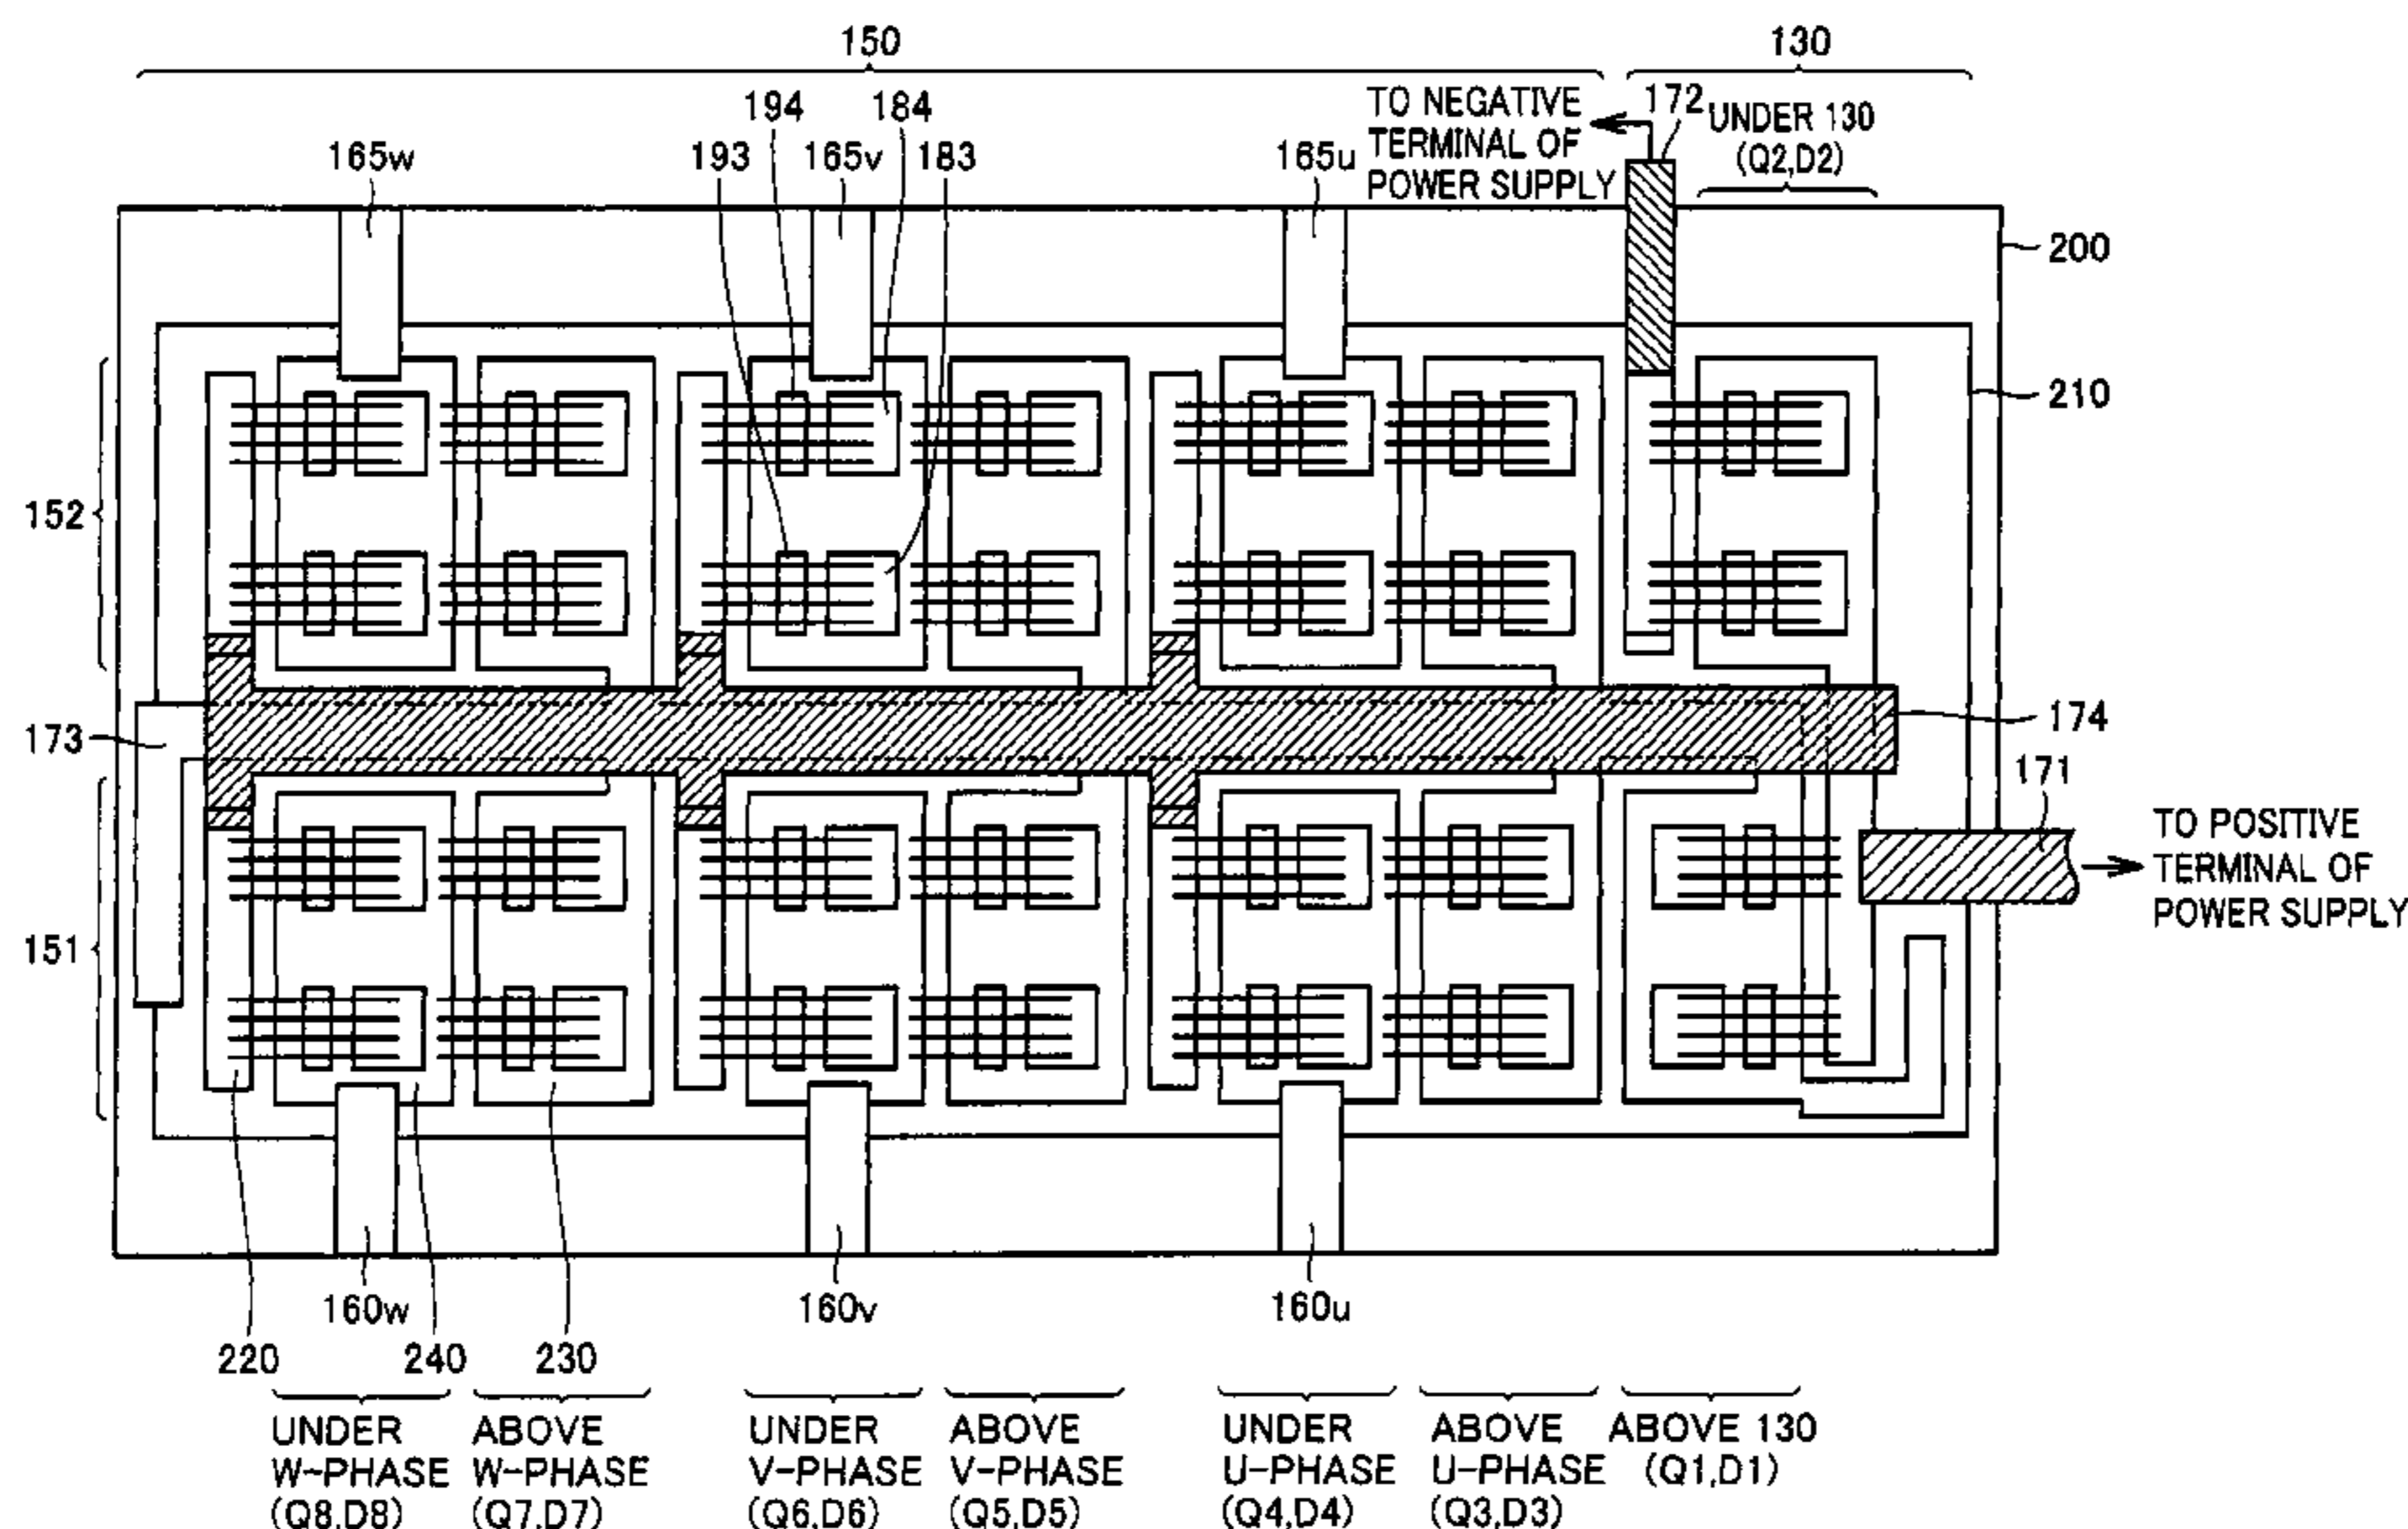 150
130
194
184
TO NEGATIVE
TERMINAL OF
POWER SUPPLY
172
UNDER 130
(Q2,D2)
165w
193
165v
183
165u
200
210
152
173
174
171
TO POSITIVE
TERMINAL OF
POWER SUPPLY
151
160w
160v
160u
220
240
230
UNDER
W-PHASE
(Q8,D8)
ABOVE
W-PHASE
(Q7,D7)
UNDER
V-PHASE
(Q6,D6)
ABOVE
V-PHASE
(Q5,D5)
UNDER
U-PHASE
(Q4,D4)
ABOVE
U-PHASE
(Q3,D3)
ABOVE 130
(Q1,D1)